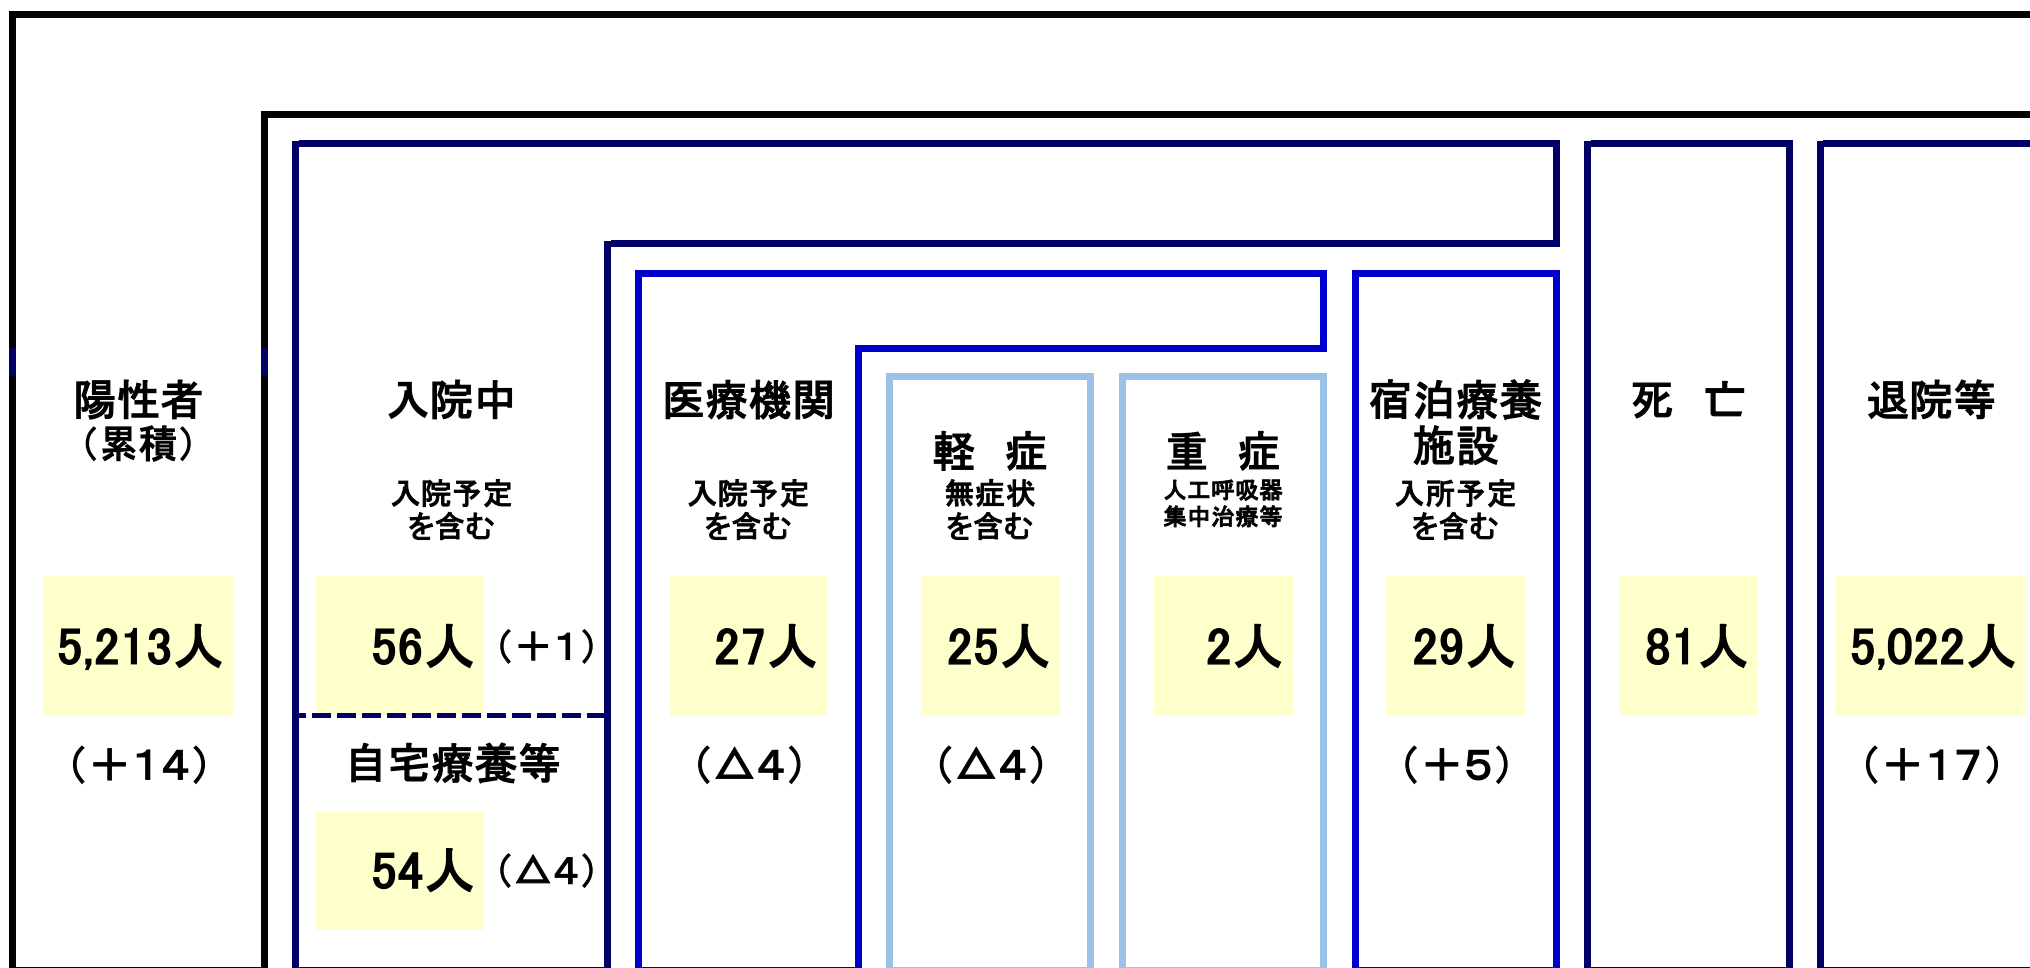 陽性者
（累積）
5,213人
（＋14）
入院中
入院予定
を含む
56人（＋1）
自宅療養等
54人（△4）
医療機関
入院予定
を含む
27人
（△4）
軽　症
無症状
を含む
25人
（△4）
重　症
人工呼吸器
集中治療等
2人
宿泊療養
施設
入所予定
を含む
29人
（＋5）
死　亡
81人
退院等
5,022人
（＋17）